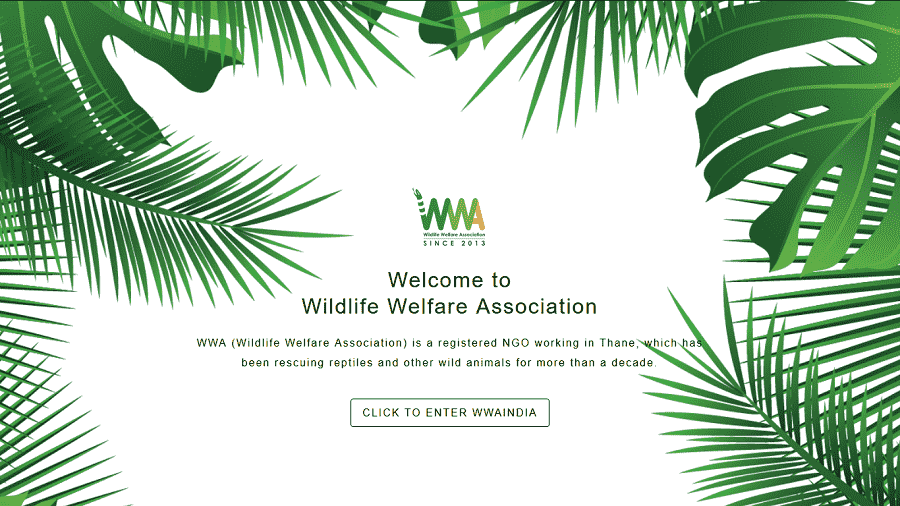 WWA
Wildlife Welfare Association
SINCE 2013
Welcome to
Wildlife Welfare Association
WWA (Wildlife Welfare Association) is a registered NGO working in Thane, which has
been rescuing reptiles and other wild animals for more than a decade.
CLICK TO ENTER WWAINDIA